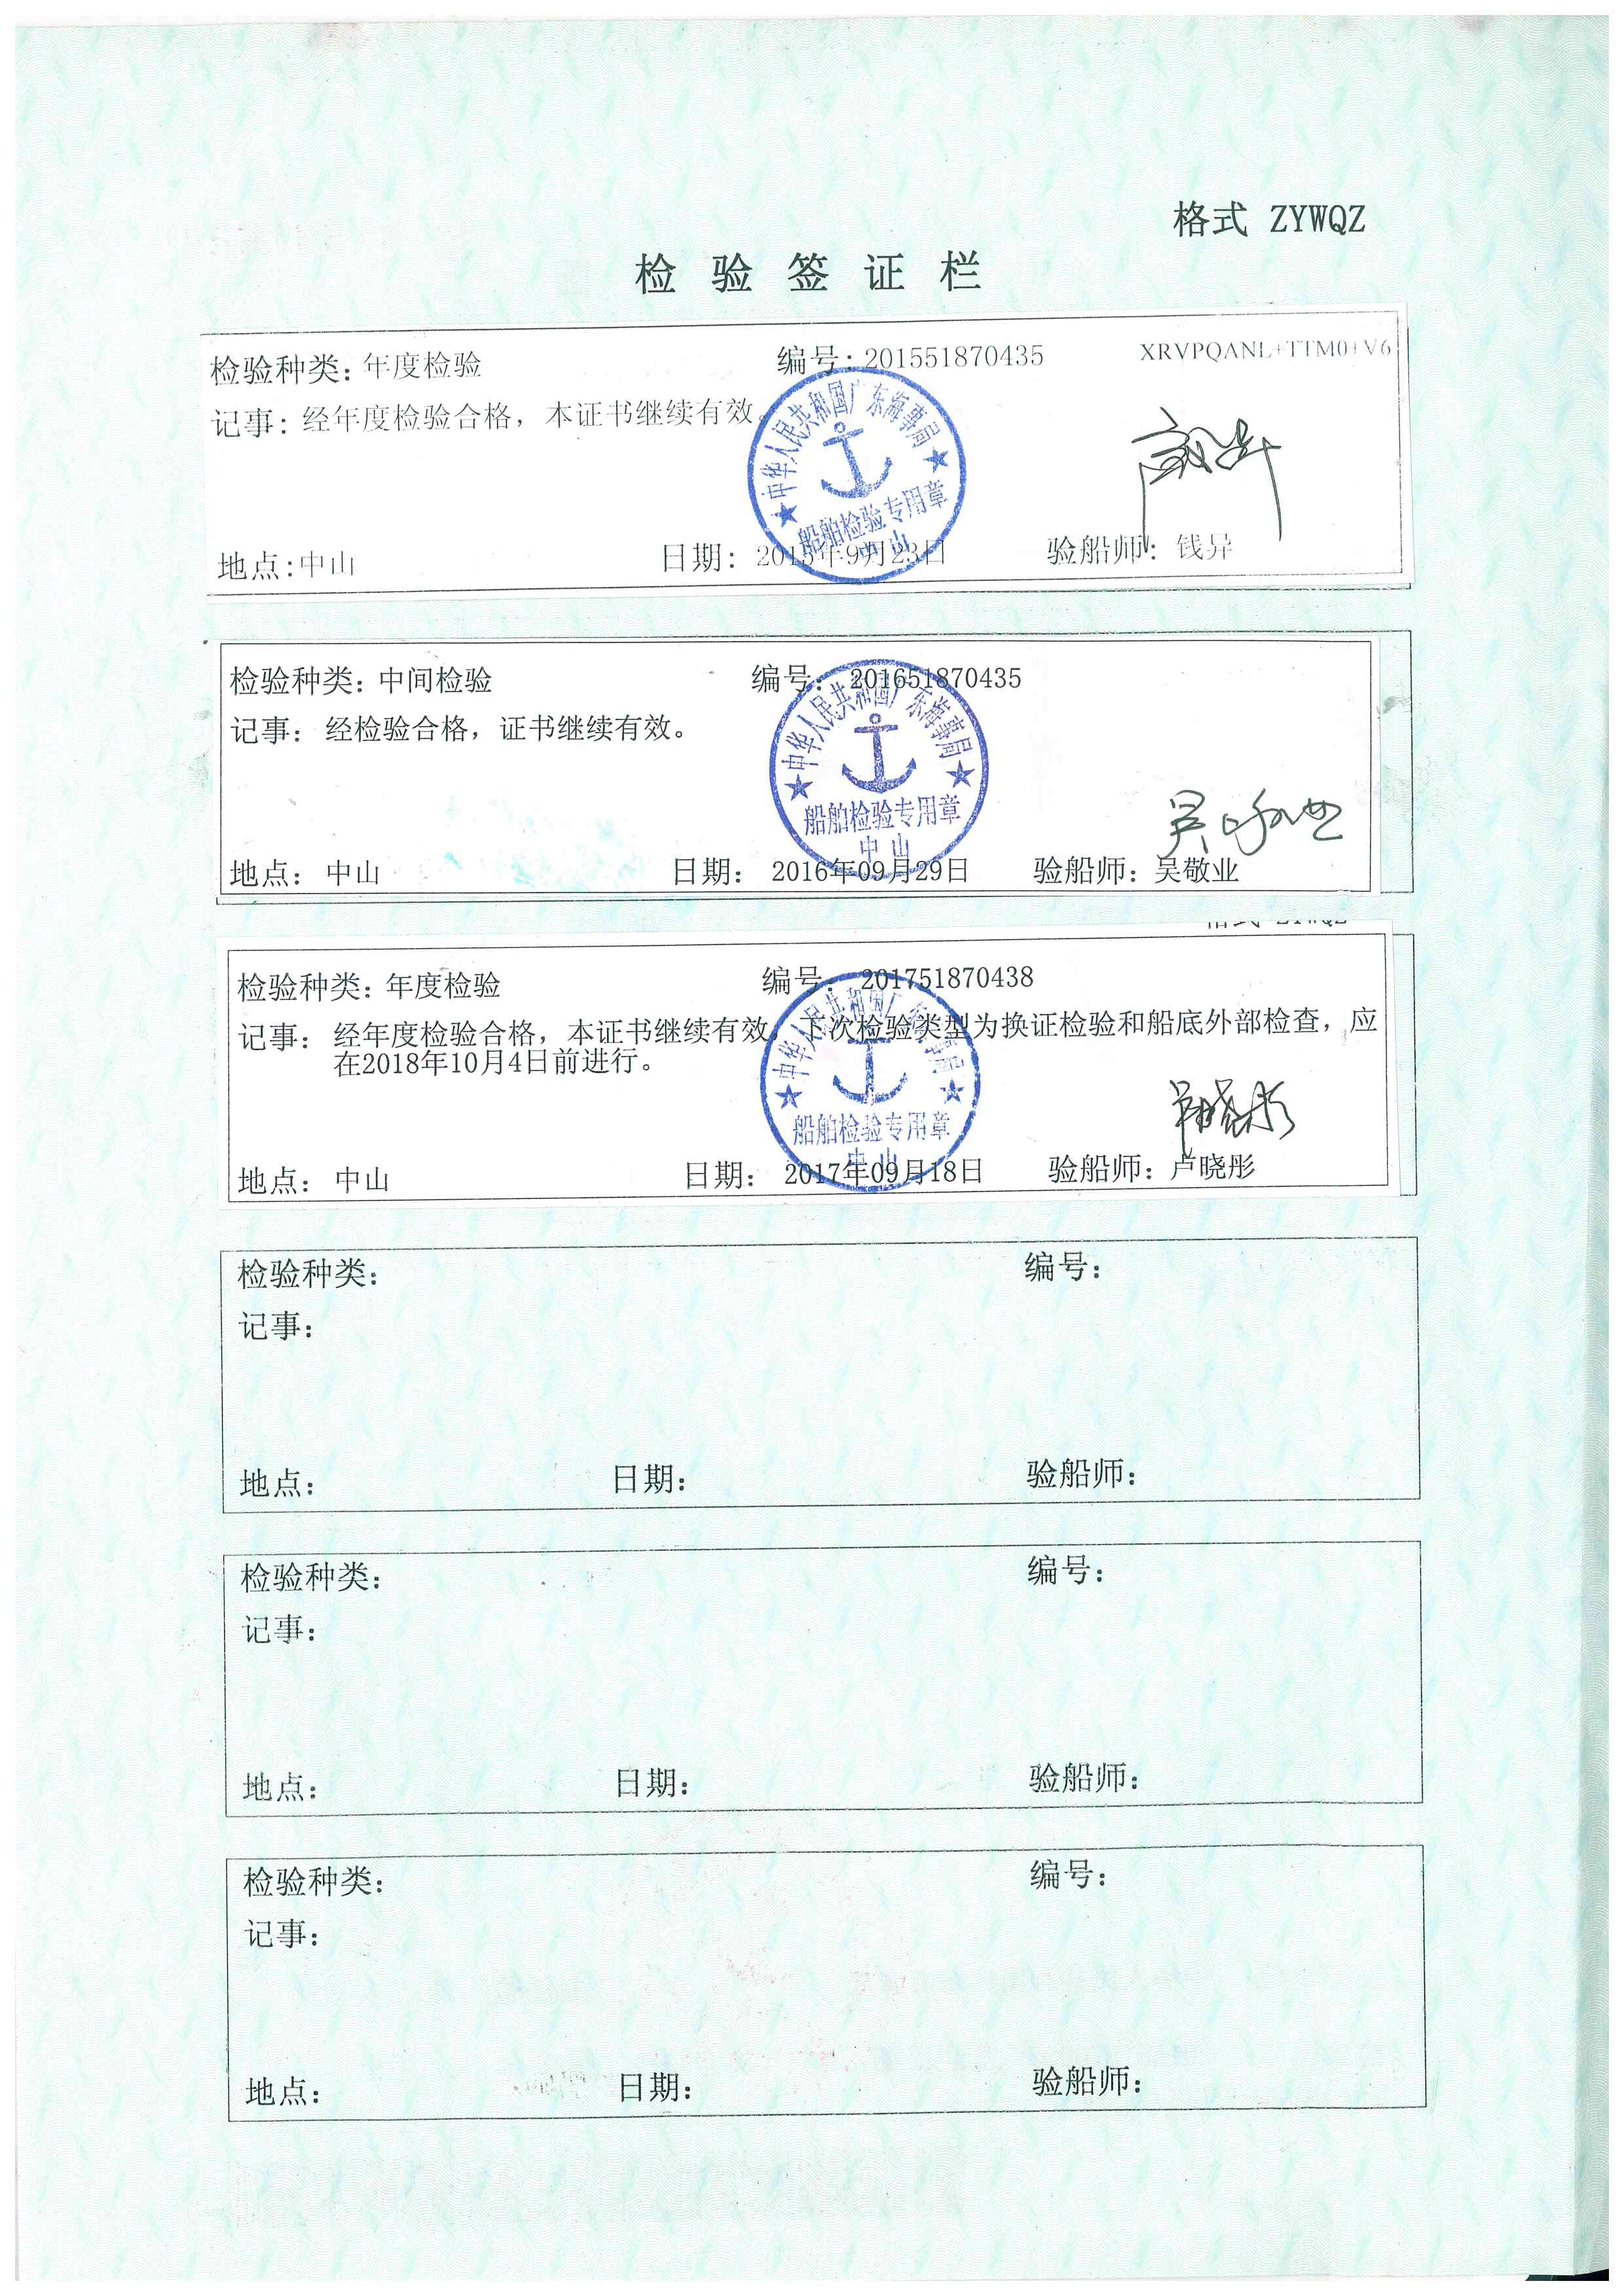 格式 ZYWQZ
检验签证栏
检验种类：年度检验 编号：201551870435 XRVPQANL+TTM0+V6
记事：经年度检验合格，本证书继续有效。
中华人民共和国广东海事局
船舶检验专用章
中山
地点：中山 日期：2015年9月23日 验船师：钱异
检验种类：中间检验 编号：201651870435
记事：经检验合格，证书继续有效。
中华人民共和国广东海事局
船舶检验专用章
中山
地点：中山 日期：2016年09月29日 验船师：吴敬业
检验种类：年度检验 编号：201751870438
记事：经年度检验合格，本证书继续有效，下次检验类型为换证检验和船底外部检查，应
在2018年10月4日前进行。
中华人民共和国广东海事局
船舶检验专用章
中山
卢晓彤
地点：中山 日期：2017年09月18日 验船师：卢晓彤
检验种类： 编号：
记事：
地点： 日期： 验船师：
检验种类： 编号：
记事：
地点： 日期： 验船师：
检验种类： 编号：
记事：
地点： 日期： 验船师：